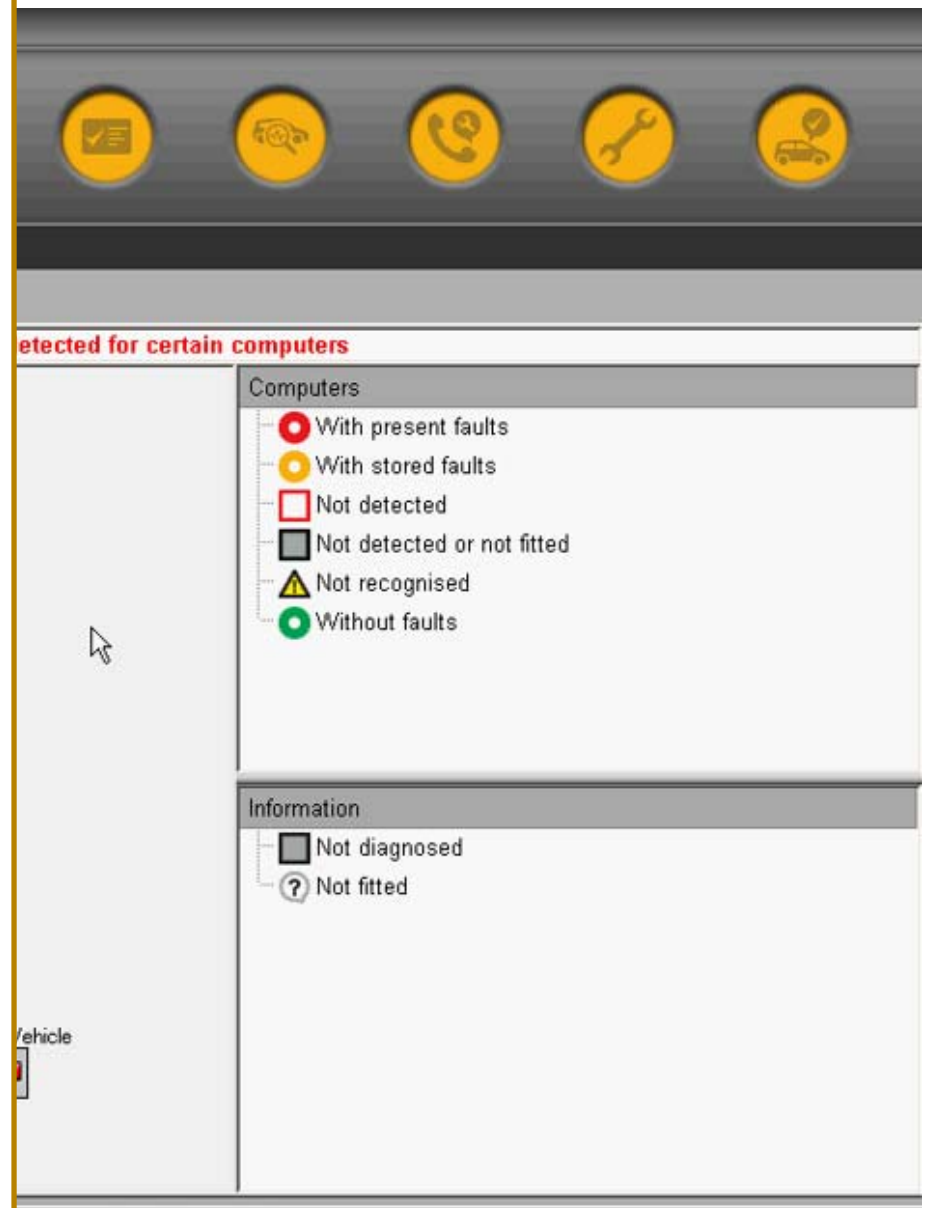 etected for certain computers
Computers
With present faults
With stored faults
Not detected
Not detected or not fitted
Not recognised
Without faults
Information
Not diagnosed
? Not fitted
ehicle